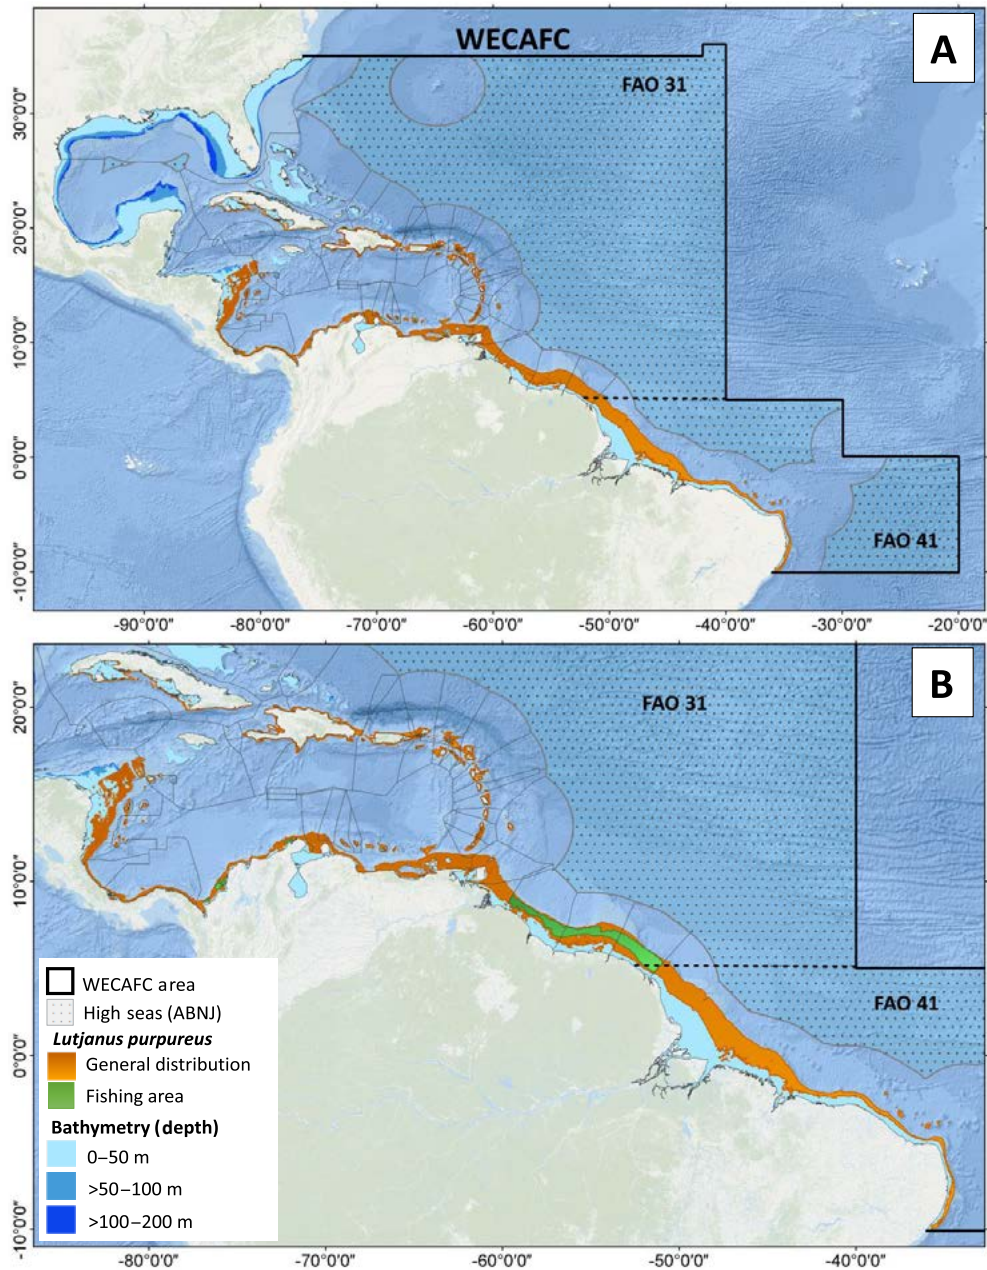 WECAFC
A
FAO 31
FAO 41
30°0'0"
20°0'0"
10°0'0"
0°0'0"
-10°0'0"
-90°0'0"
-80°0'0"
-70°0'0"
-60°0'0"
-50°0'0"
-40°0'0"
-30°0'0"
-20°0'0"
B
FAO 31
FAO 41
20°0'0"
10°0'0"
0°0'0"
-10°0'0"
WECAFC area
High seas (ABNJ)
Lutjanus purpureus
General distribution
Fishing area
Bathymetry (depth)
0–50 m
>50–100 m
>100–200 m
-80°0'0"
-70°0'0"
-60°0'0"
-50°0'0"
-40°0'0"